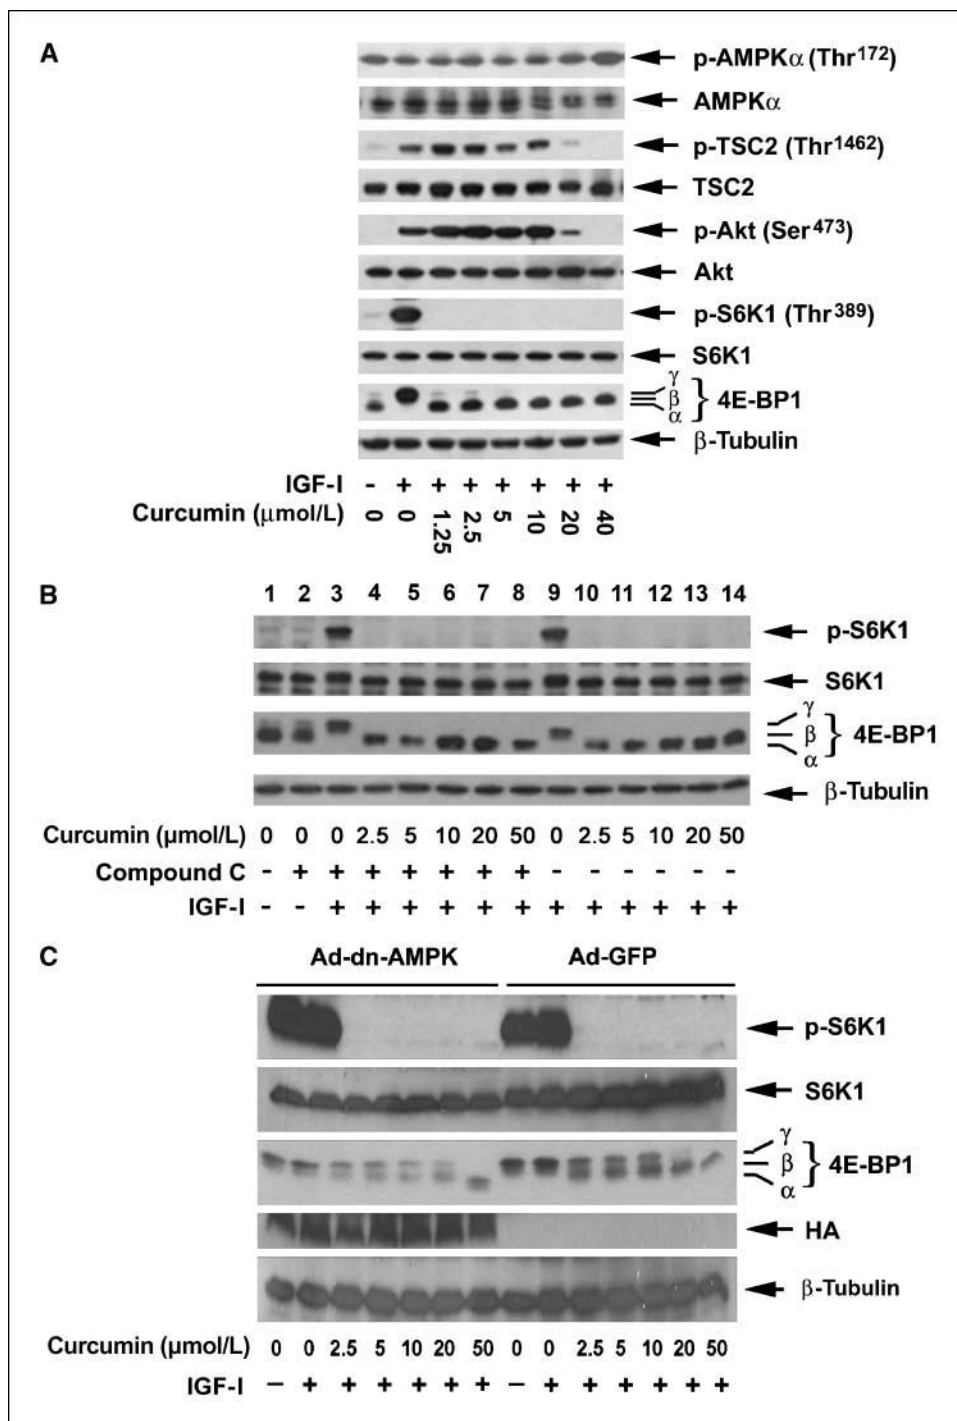 A
p-AMPKα (Thr172)
AMPKα
p-TSC2 (Thr1462)
TSC2
p-Akt (Ser473)
Akt
p-S6K1 (Thr389)
S6K1
γ
β } 4E-BP1
α
β-Tubulin
IGF-I - + + + + + + +
Curcumin (μmol/L) 0 0 1.25 2.5 5 10 20 40
B
1 2 3 4 5 6 7 8 9 10 11 12 13 14
p-S6K1
S6K1
γ
β } 4E-BP1
α
β-Tubulin
Curcumin (μmol/L) 0 0 0 2.5 5 10 20 50 0 2.5 5 10 20 50
Compound C - + + + + + + + - - - - - -
IGF-I - - + + + + + + + + + + + +
C
Ad-dn-AMPK Ad-GFP
p-S6K1
S6K1
γ
β } 4E-BP1
α
HA
β-Tubulin
Curcumin (μmol/L) 0 0 2.5 5 10 20 50 0 0 2.5 5 10 20 50
IGF-I – + + + + + + – + + + + + +